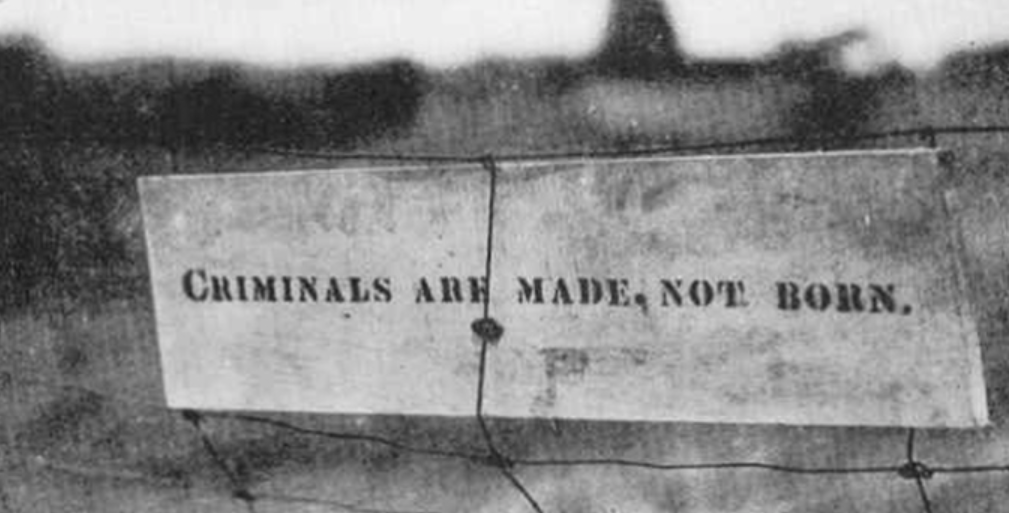 CRIMINALS ARE MADE, NOT BORN.